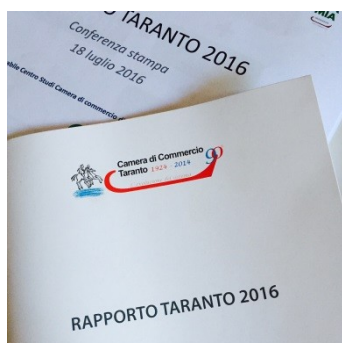 TARANTO 2016
Conferenza stampa
18 luglio 2016
Centro Studi Camera di commercio
Camera di Commercio
Taranto 1924 - 2014
90
RAPPORTO TARANTO 2016